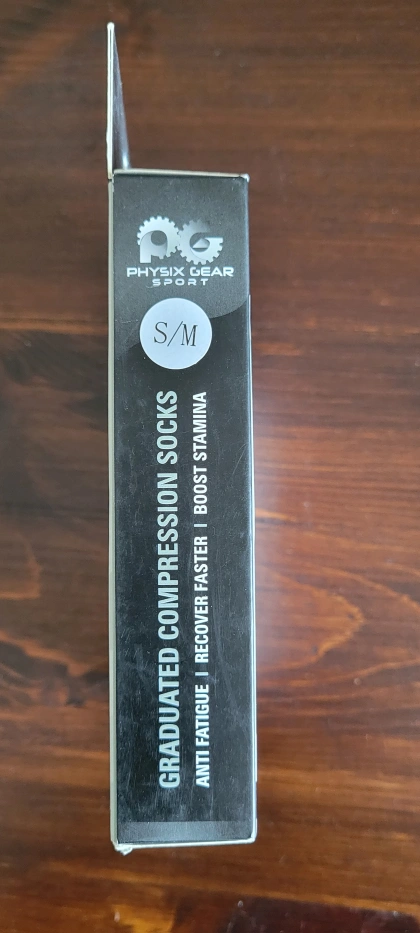 PG
PHYSIX GEAR
SPORT
S/M
GRADUATED COMPRESSION SOCKS
ANTI FATIGUE | RECOVER FASTER | BOOST STAMINA